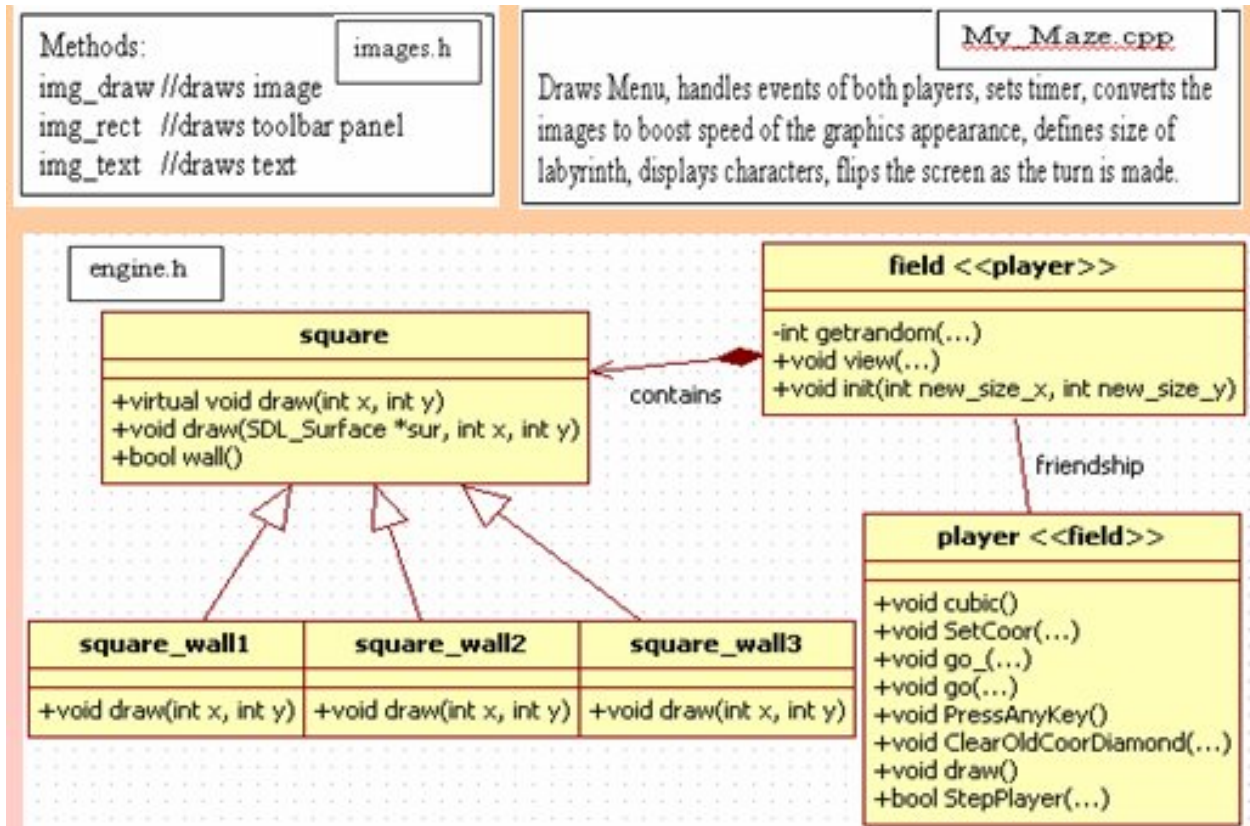 Methods:
images.h
img_draw //draws image
img_rect //draws toolbar panel
img_text //draws text
My_Maze.cpp
Draws Menu, handles events of both players, sets timer, converts the
images to boost speed of the graphics appearance, defines size of
labyrinth, displays characters, flips the screen as the turn is made.
engine.h
square
+virtual void draw(int x, int y)
+void draw(SDL_Surface *sur, int x, int y)
+bool wall()
contains
field <<player>>
-int getrandom(...)
+void view(...)
+void init(int new_size_x, int new_size_y)
friendship
square_wall1
+void draw(int x, int y)
square_wall2
+void draw(int x, int y)
square_wall3
+void draw(int x, int y)
player <<field>>
+void cubic()
+void SetCoor(...)
+void go_(...)
+void go(...)
+void PressAnyKey()
+void ClearOldCoorDiamond(...)
+void draw()
+bool StepPlayer(...)